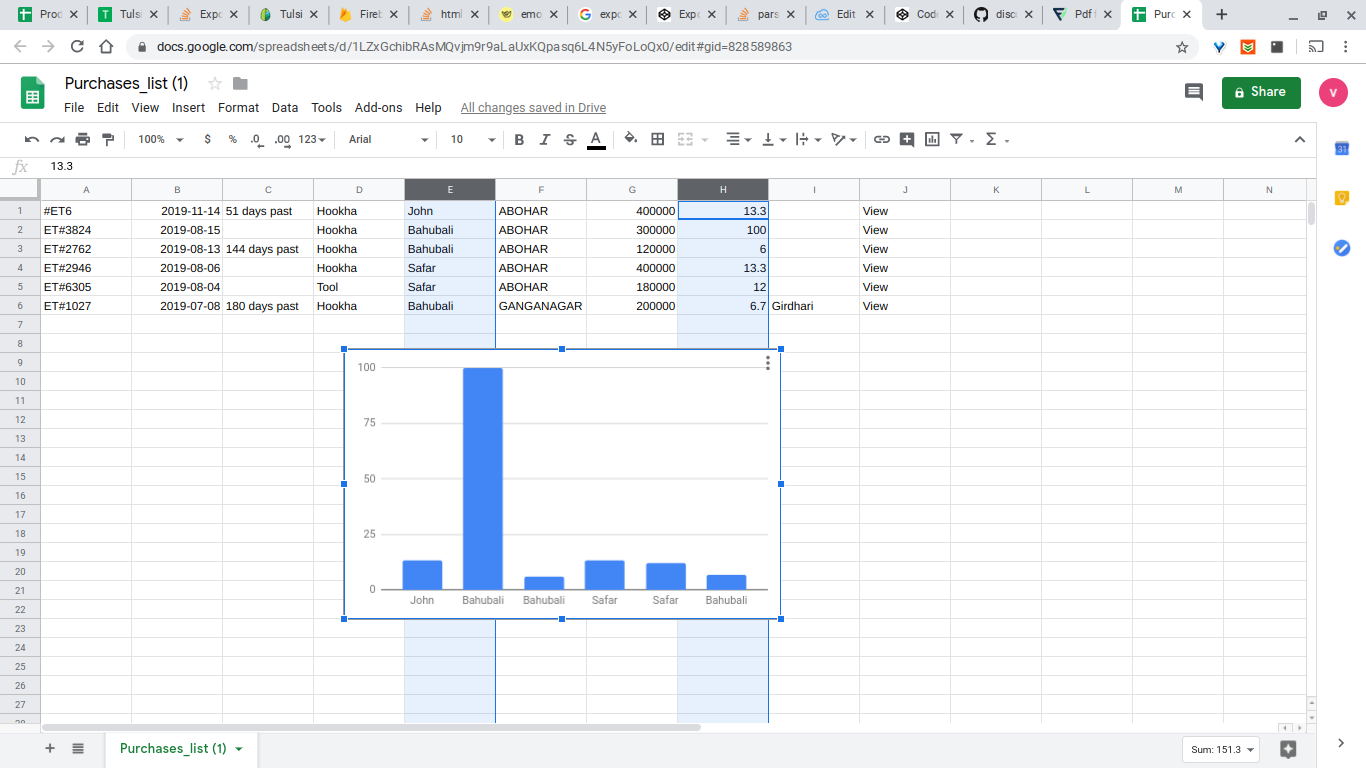 Prod Tulsi Expo Tulsi Fireb html emo expo Expo pars Edit Code disco Pdf Purc
docs.google.com/spreadsheets/d/1LZxGchibRAsMQvjm9r9aLaUxKQpasq6L4N5yFoLoQx0/edit#gid=828589863
Purchases_list (1)
File Edit View Insert Format Data Tools Add-ons Help All changes saved in Drive
Share
V
100% $ % .0 .00 123 Arial 10 B I S A
fx 13.3
31
A B C D E F G H I J K L M N
1 #ET6 2019-11-14 51 days past Hookha John ABOHAR 400000 13.3 View
2 ET#3824 2019-08-15 Hookha Bahubali ABOHAR 300000 100 View
3 ET#2762 2019-08-13 144 days past Hookha Bahubali ABOHAR 120000 6 View
4 ET#2946 2019-08-06 Hookha Safar ABOHAR 400000 13.3 View
5 ET#6305 2019-08-04 Tool Safar ABOHAR 180000 12 View
6 ET#1027 2019-07-08 180 days past Hookha Bahubali GANGANAGAR 200000 6.7 Girdhari View
7
8
9
10
11
12
13
14
15
16
17
18
19
20
21
22
23
24
25
26
27
28
100
75
50
25
0
John Bahubali Bahubali Safar Safar Bahubali
Purchases_list (1)
Sum: 151.3